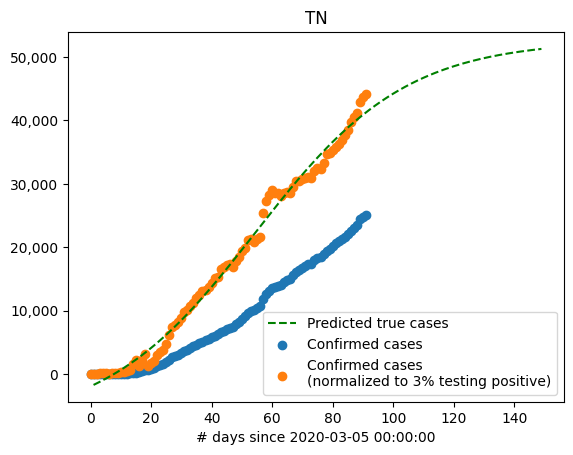 TN
50,000
40,000
30,000
20,000
10,000
0
Predicted true cases
Confirmed cases
Confirmed cases
(normalized to 3% testing positive)
0 20 40 60 80 100 120 140
# days since 2020-03-05 00:00:00